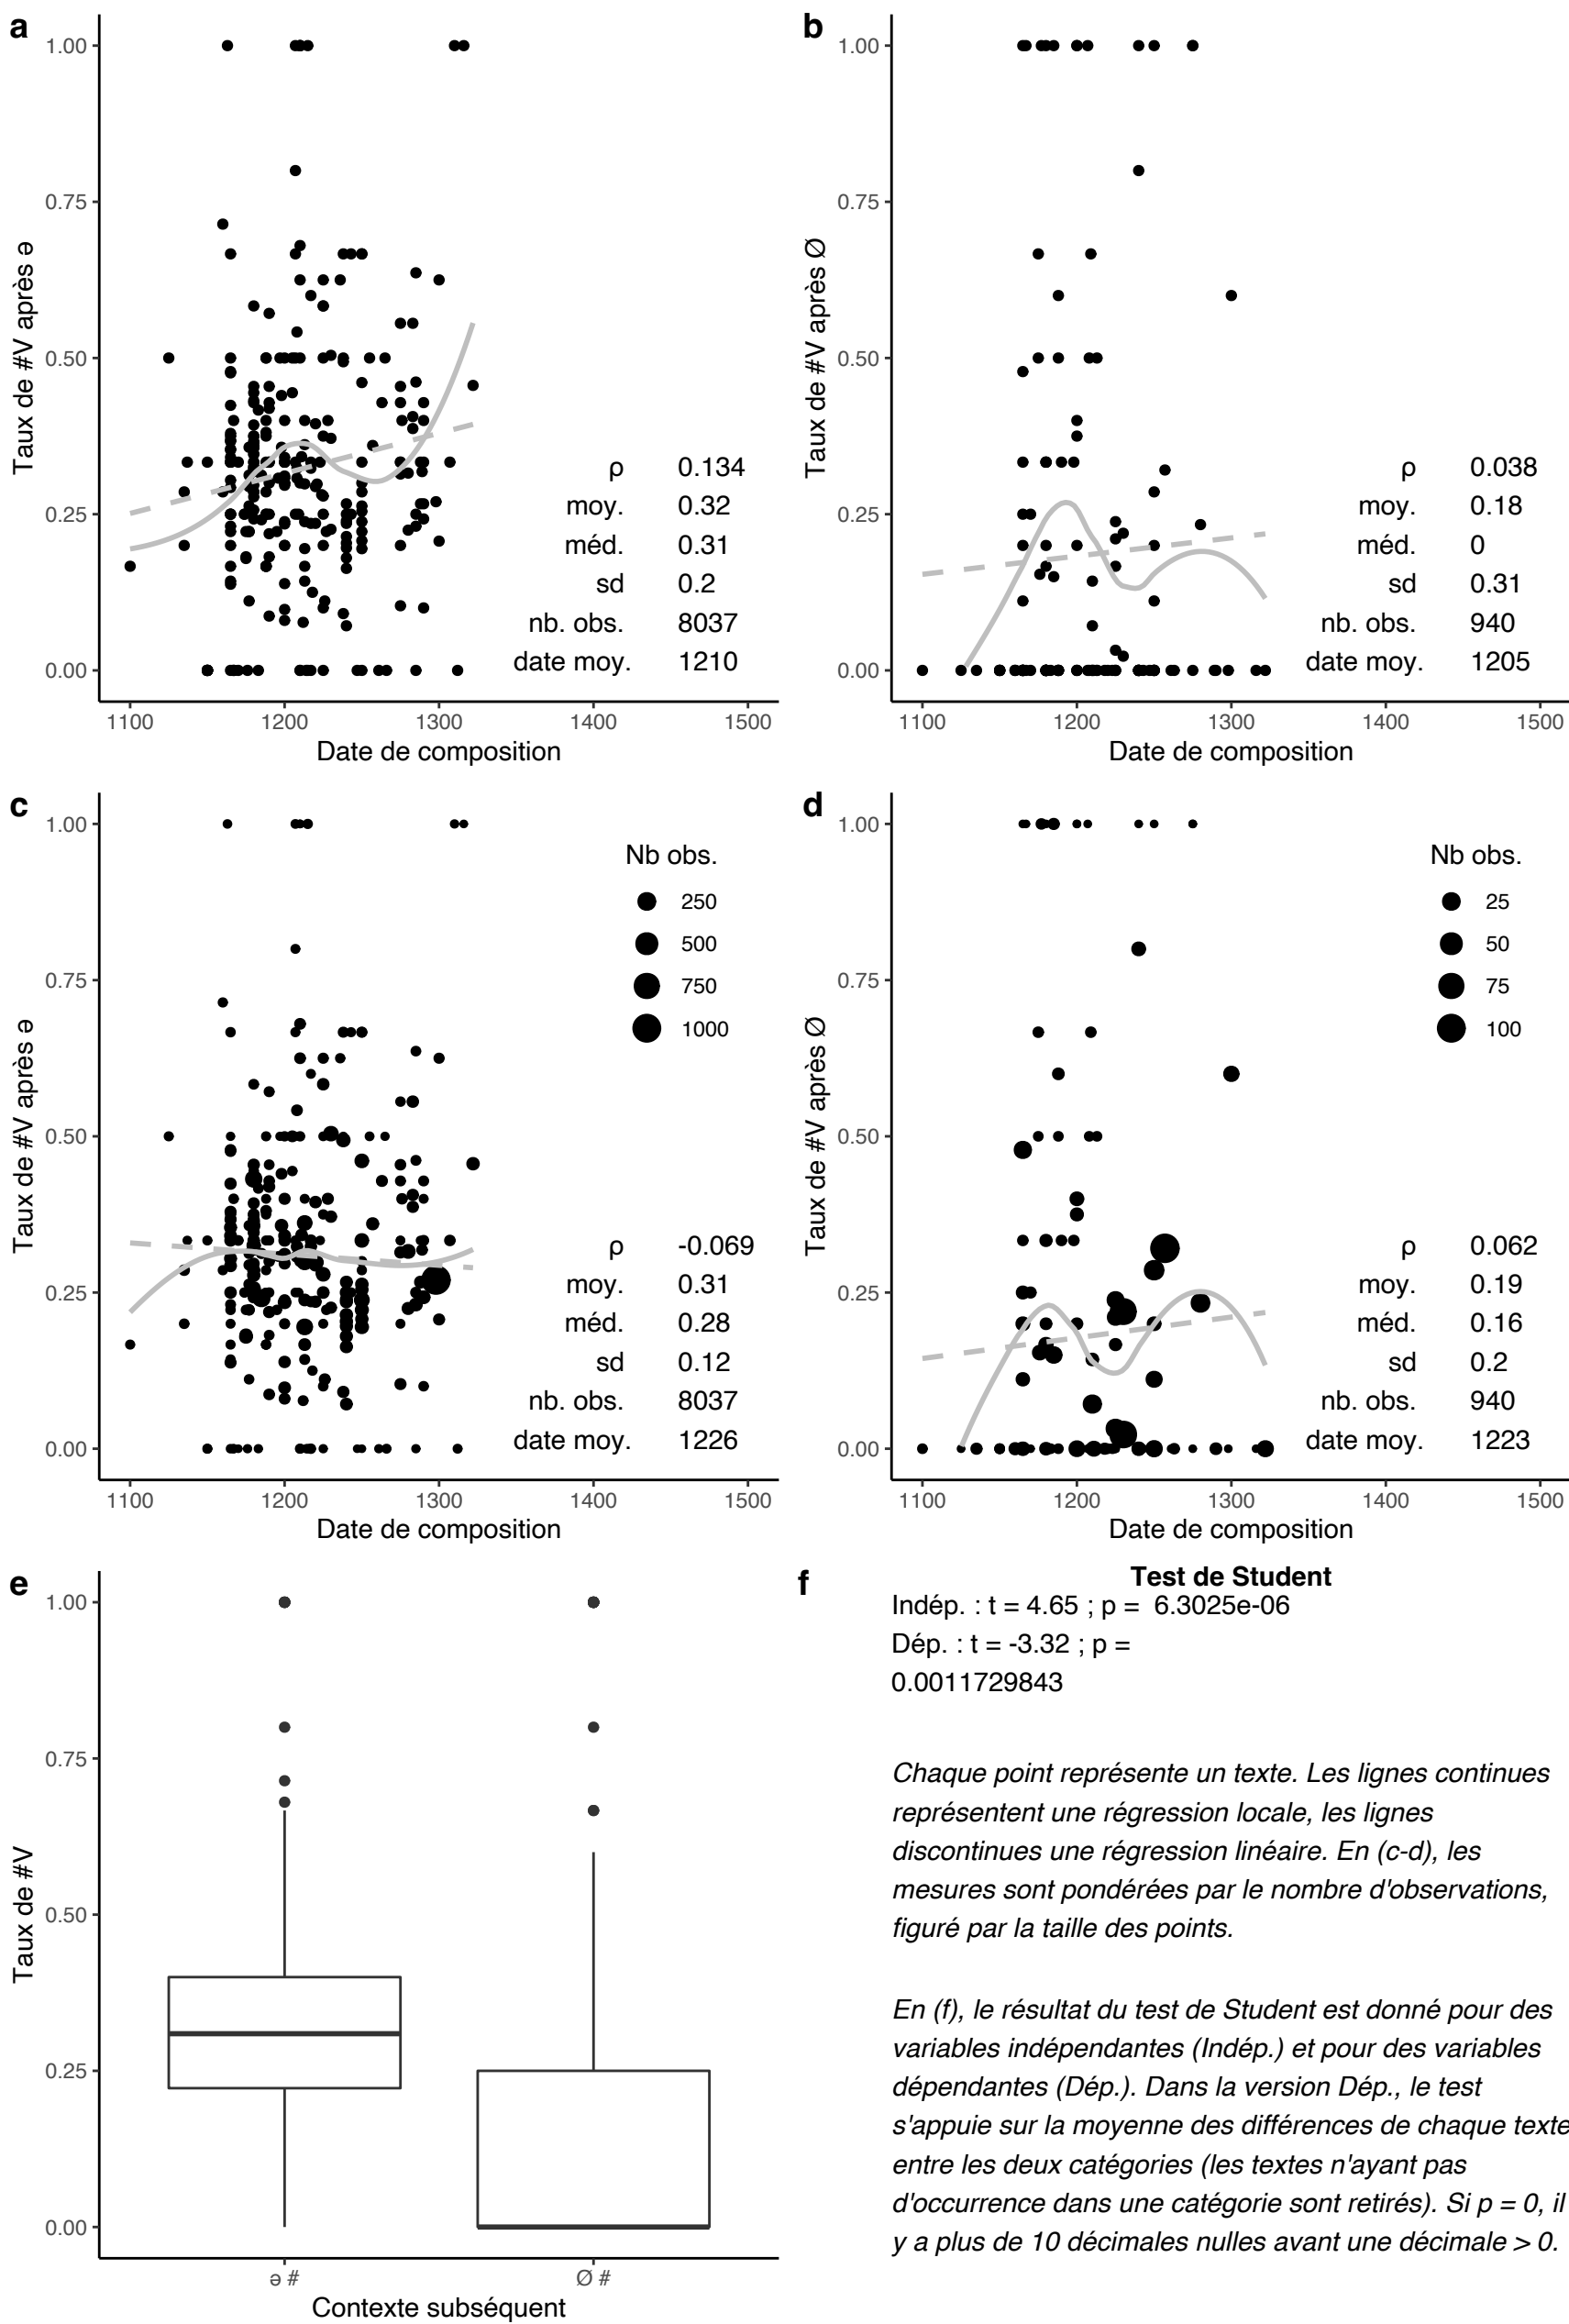 a
1.00
0.75
0.50
0.25
0.00
Taux de #V après ə
ρ 0.134
moy. 0.32
méd. 0.31
sd 0.2
nb. obs. 8037
date moy. 1210
1100 1200 1300 1400 1500
Date de composition
b
1.00
0.75
0.50
0.25
0.00
Taux de #V après Ø
ρ 0.038
moy. 0.18
méd. 0
sd 0.31
nb. obs. 940
date moy. 1205
1100 1200 1300 1400 1500
Date de composition
c
1.00
0.75
0.50
0.25
0.00
Taux de #V après ə
Nb obs.
250
500
750
1000
ρ -0.069
moy. 0.31
méd. 0.28
sd 0.12
nb. obs. 8037
date moy. 1226
1100 1200 1300 1400 1500
Date de composition
d
1.00
0.75
0.50
0.25
0.00
Taux de #V après Ø
Nb obs.
25
50
75
100
ρ 0.062
moy. 0.19
méd. 0.16
sd 0.2
nb. obs. 940
date moy. 1223
1100 1200 1300 1400 1500
Date de composition
e
1.00
0.75
0.50
0.25
0.00
Taux de #V
ə # Ø #
Contexte subséquent
f
Test de Student
Indép. : t = 4.65 ; p = 6.3025e-06
Dép. : t = -3.32 ; p =
0.0011729843
Chaque point représente un texte. Les lignes continues
représentent une régression locale, les lignes
discontinues une régression linéaire. En (c-d), les
mesures sont pondérées par le nombre d'observations,
figuré par la taille des points.
En (f), le résultat du test de Student est donné pour des
variables indépendantes (Indép.) et pour des variables
dépendantes (Dép.). Dans la version Dép., le test
s'appuie sur la moyenne des différences de chaque texte
entre les deux catégories (les textes n'ayant pas
d'occurrence dans une catégorie sont retirés). Si p = 0, il
y a plus de 10 décimales nulles avant une décimale > 0.